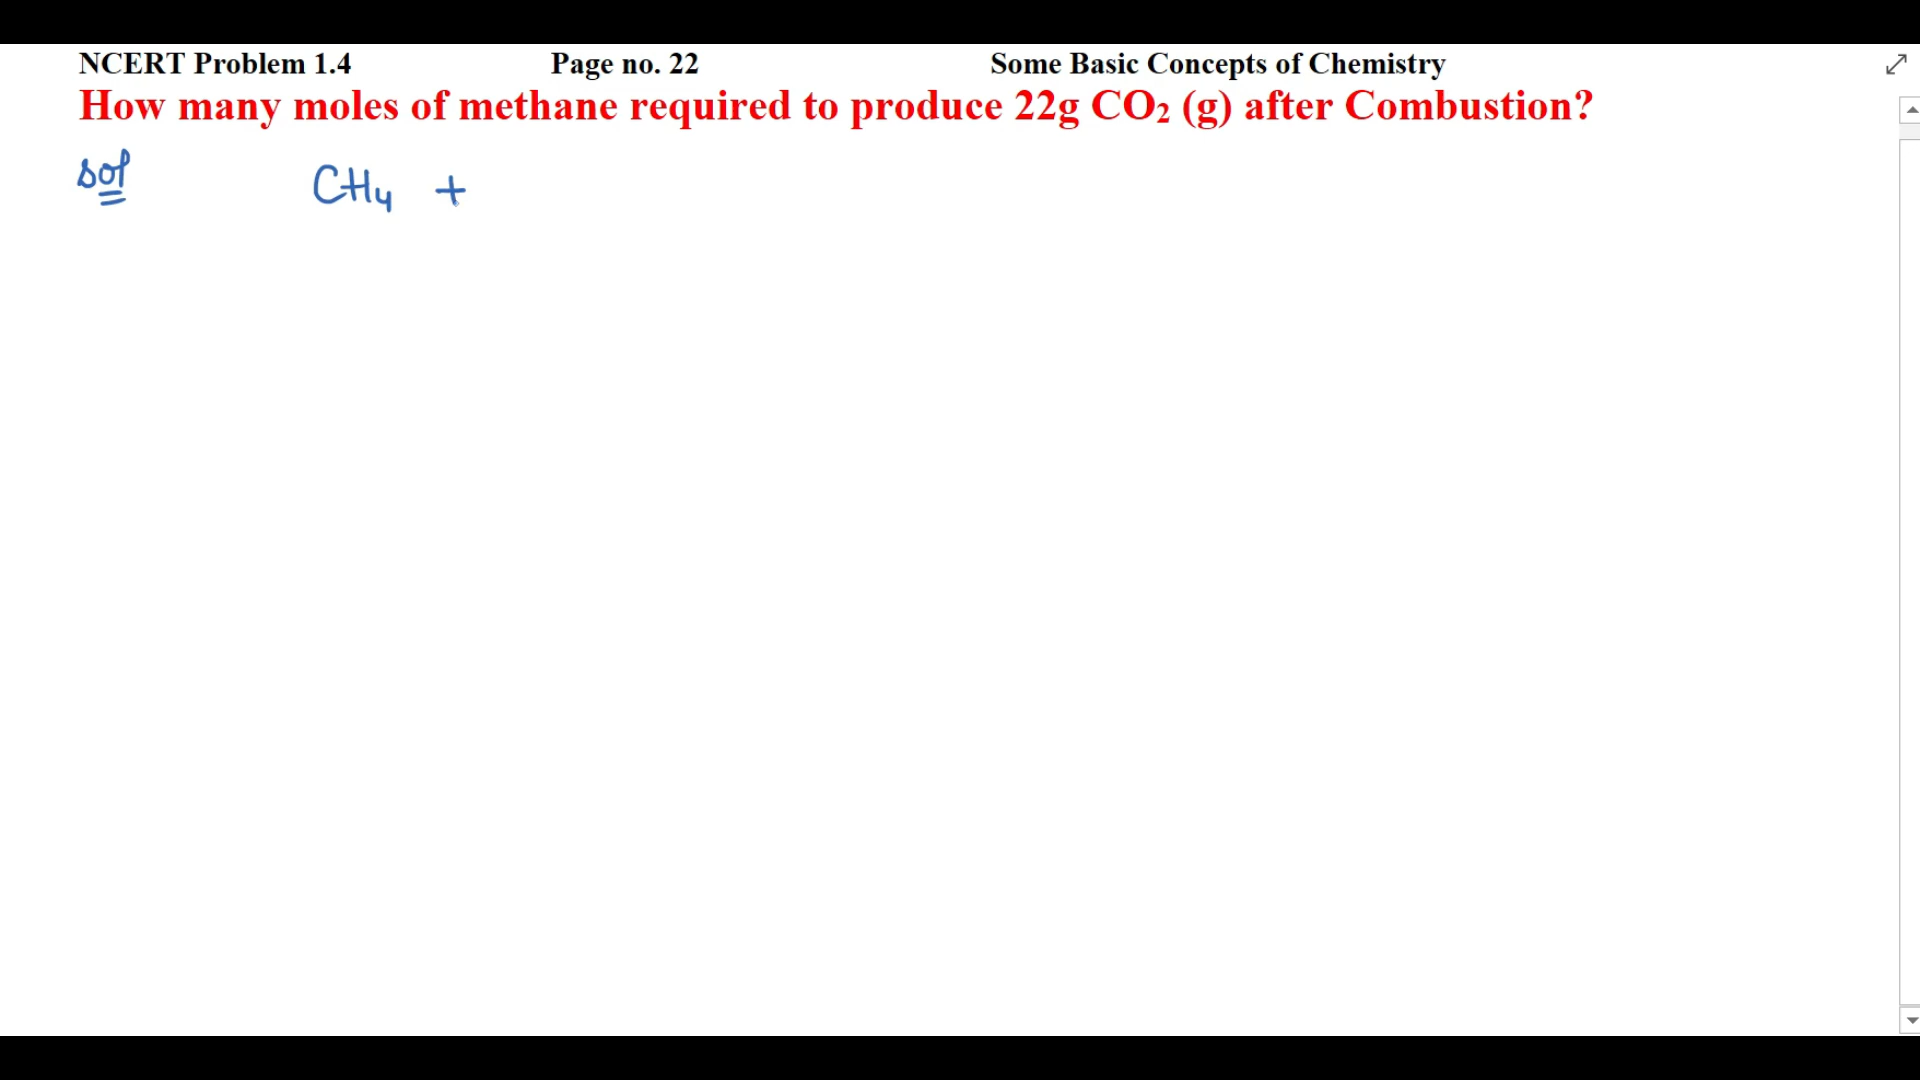 NCERT Problem 1.4 Page no. 22 Some Basic Concepts of Chemistry
How many moles of methane required to produce 22g CO₂ (g) after Combustion?
Sol CH₄ +